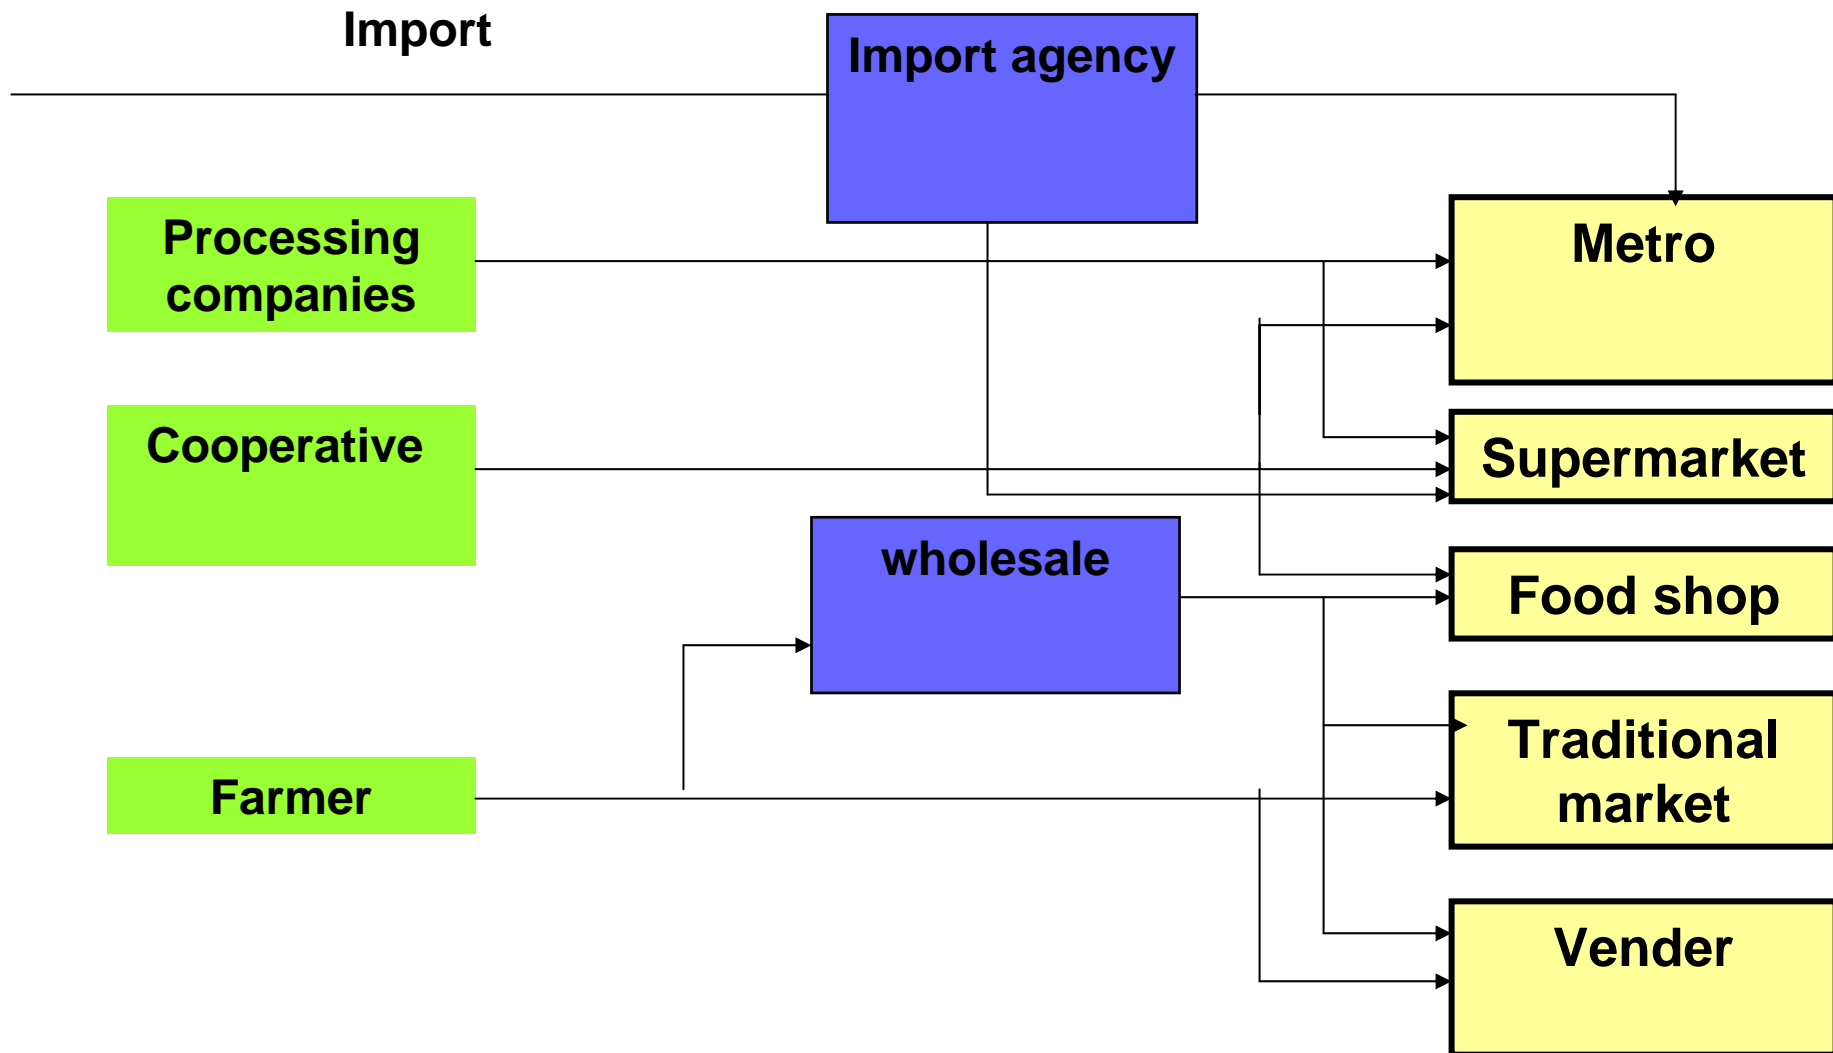 Import
Import agency
Processing
companies
Metro
Cooperative
Supermarket
wholesale
Food shop
Traditional
market
Farmer
Vender